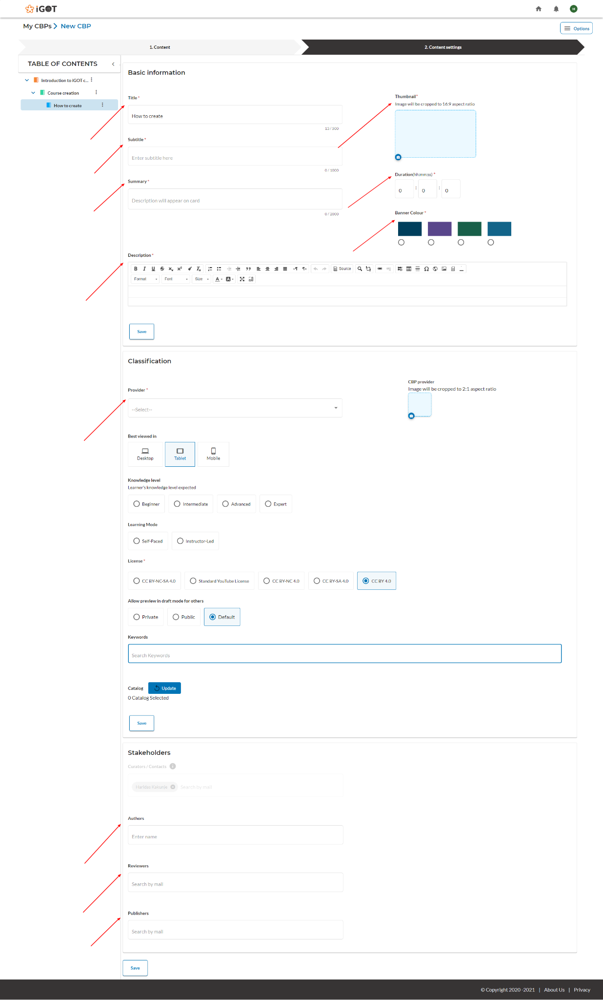 iGOT
H
My CBPs
New CBP
Options
1. Content
2. Content settings
TABLE OF CONTENTS
Introduction to iGOT c...
Course creation
How to create
Basic information
Title *
How to create
13 / 500
Subtitle *
Enter subtitle here
0 / 1000
Summary *
Description will appear on card
0 / 2000
Thumbnail*
Image will be cropped to 16:9 aspect ratio
Duration(hh:mm:ss) *
0 : 0 : 0
Banner Colour *
Description *
Source
Format
Font
Size
Save
Classification
Provider *
--Select--
CBP provider
Image will be cropped to 2:1 aspect ratio
Best viewed in
Desktop
Tablet
Mobile
Knowledge level
Learner's knowledge level expected
Beginner
Intermediate
Advanced
Expert
Learning Mode
Self-Paced
Instructor-Led
License *
CC BY-NC-SA 4.0
Standard YouTube License
CC BY-NC 4.0
CC BY-SA 4.0
CC BY 4.0
Allow preview in draft mode for others
Private
Public
Default
Keywords
Search Keywords
Catalog
Update
0 Catalog Selected
Save
Stakeholders
Curators / Contacts
Haridas Kakunje
Search by mail
Authors
Enter name
Reviewers
Search by mail
Publishers
Search by mail
Save
© Copyright 2020 -2021 | About Us | Privacy